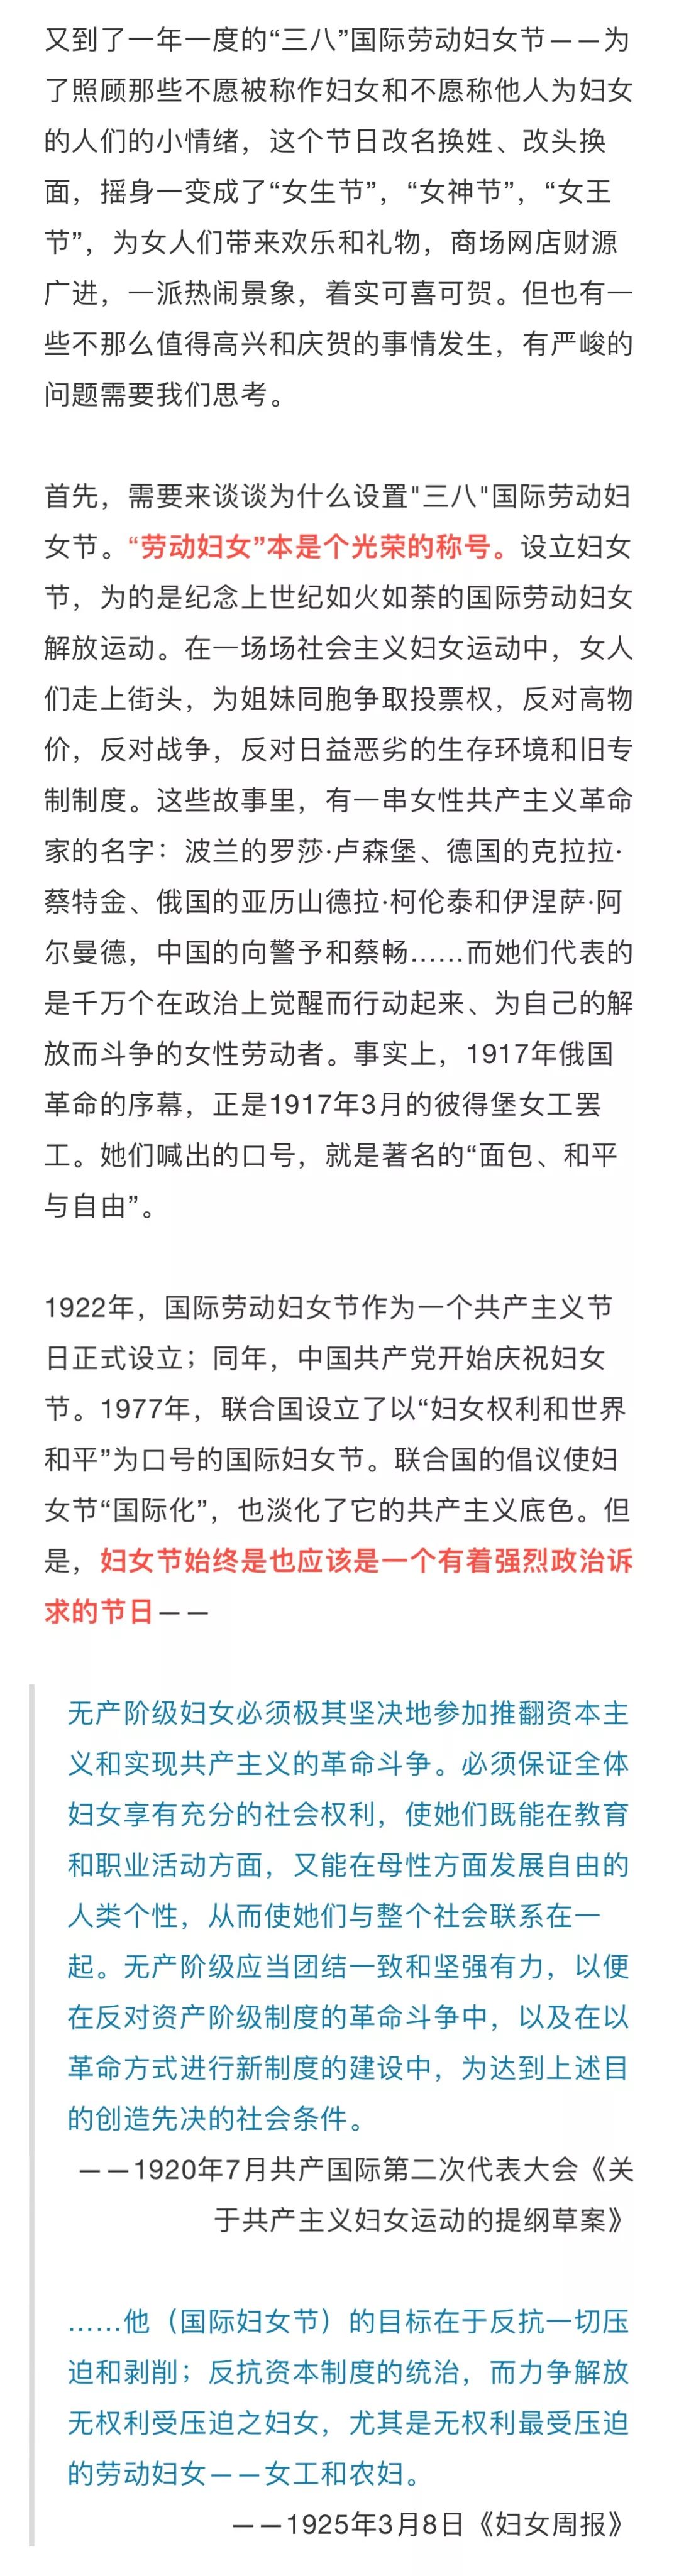 又到了一年一度的“三八”国际劳动妇女节——为
了照顾那些不愿被称作妇女和不愿称他人为妇女
的人们的小情绪，这个节日改名换姓、改头换
面，摇身一变成了“女生节”，“女神节”，“女王
节”，为女人们带来欢乐和礼物，商场网店财源
广进，一派热闹景象，着实可喜可贺。但也有一
些不那么值得高兴和庆贺的事情发生，有严峻的
问题需要我们思考。
首先，需要来谈谈为什么设置"三八"国际劳动妇
女节。“劳动妇女”本是个光荣的称号。设立妇女
节，为的是纪念上世纪如火如荼的国际劳动妇女
解放运动。在一场场社会主义妇女运动中，女人
们走上街头，为姐妹同胞争取投票权，反对高物
价，反对战争，反对日益恶劣的生存环境和旧专
制制度。这些故事里，有一串女性共产主义革命
家的名字：波兰的罗莎·卢森堡、德国的克拉拉·
蔡特金、俄国的亚历山德拉·柯伦泰和伊涅萨·阿
尔曼德，中国的向警予和蔡畅……而她们代表的
是千万个在政治上觉醒而行动起来、为自己的解
放而斗争的女性劳动者。事实上，1917年俄国
革命的序幕，正是1917年3月的彼得堡女工罢
工。她们喊出的口号，就是著名的“面包、和平
与自由”。
1922年，国际劳动妇女节作为一个共产主义节
日正式设立；同年，中国共产党开始庆祝妇女
节。1977年，联合国设立了以“妇女权利和世界
和平”为口号的国际妇女节。联合国的倡议使妇
女节“国际化”，也淡化了它的共产主义底色。但
是，妇女节始终是也应该是一个有着强烈政治诉
求的节日——
无产阶级妇女必须极其坚决地参加推翻资本主
义和实现共产主义的革命斗争。必须保证全体
妇女享有充分的社会权利，使她们既能在教育
和职业活动方面，又能在母性方面发展自由的
人类个性，从而使她们与整个社会联系在一
起。无产阶级应当团结一致和坚强有力，以便
在反对资产阶级制度的革命斗争中，以及在以
革命方式进行新制度的建设中，为达到上述目
的创造先决的社会条件。
——1920年7月共产国际第二次代表大会《关
于共产主义妇女运动的提纲草案》
……他（国际妇女节）的目标在于反抗一切压
迫和剥削；反抗资本制度的统治，而力争解放
无权利受压迫之妇女，尤其是无权利最受压迫
的劳动妇女——女工和农妇。
——1925年3月8日《妇女周报》